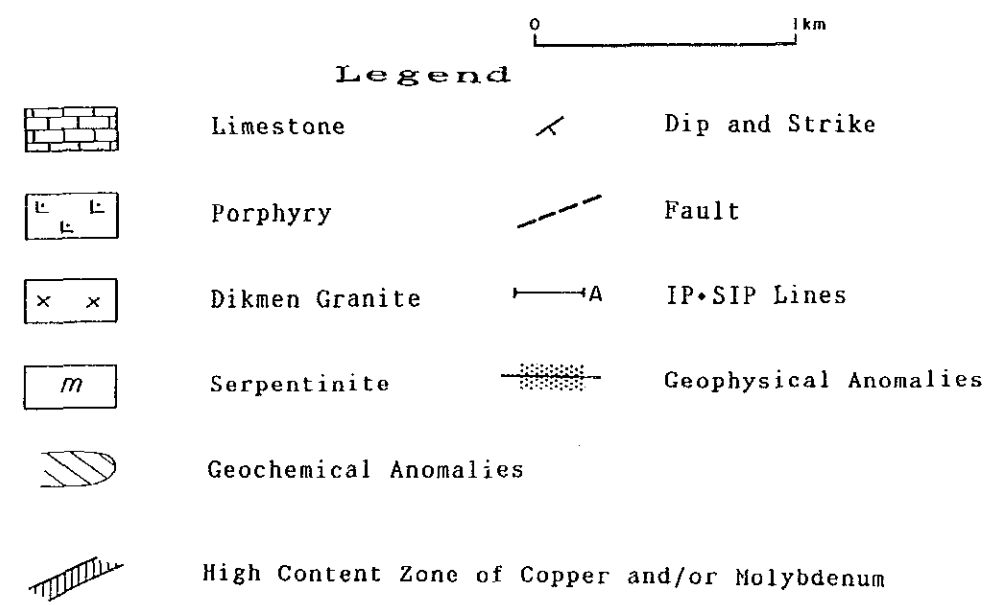 0 1km
Legend
Limestone
Dip and Strike
Porphyry
Fault
Dikmen Granite
A
IP•SIP Lines
m
Serpentinite
Geophysical Anomalies
Geochemical Anomalies
High Content Zone of Copper and/or Molybdenum